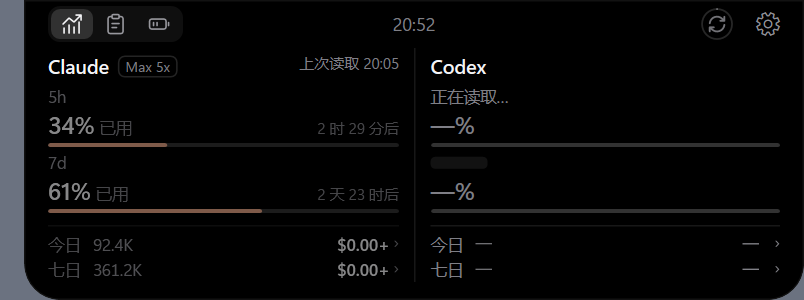 20:52
Claude Max 5x 上次读取 20:05
5h
34% 已用 2 时 29 分后
7d
61% 已用 2 天 23 时后
今日 92.4K $0.00+ ›
七日 361.2K $0.00+ ›
Codex
正在读取...
—%
—%
今日 — — ›
七日 — — ›